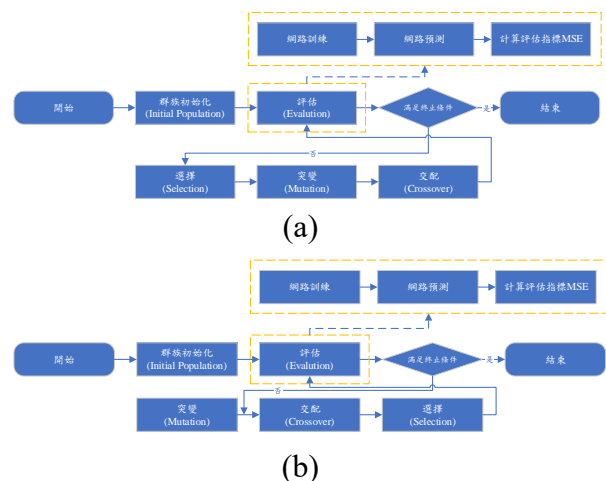 網路訓練
網路預測
計算評估指標MSE
開始
群族初始化
(Initial Population)
評估
(Evalution)
滿足終止條件
是
結束
否
選擇
(Selection)
突變
(Mutation)
交配
(Crossover)
(a)
網路訓練
網路預測
計算評估指標MSE
開始
群族初始化
(Initial Population)
評估
(Evalution)
滿足終止條件
是
結束
否
突變
(Mutation)
交配
(Crossover)
選擇
(Selection)
(b)